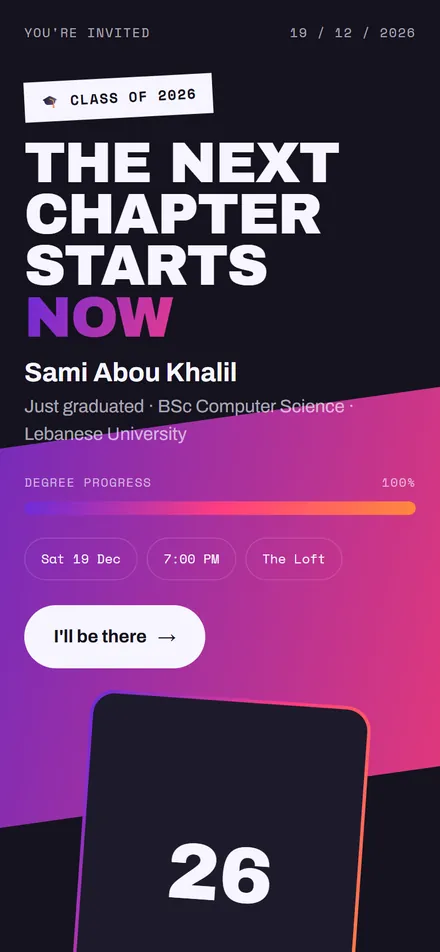 YOU'RE INVITED
19 / 12 / 2026
🎓 CLASS OF 2026
THE NEXT
CHAPTER
STARTS
NOW
Sami Abou Khalil
Just graduated · BSc Computer Science ·
Lebanese University
DEGREE PROGRESS
100%
Sat 19 Dec
7:00 PM
The Loft
I'll be there →
26